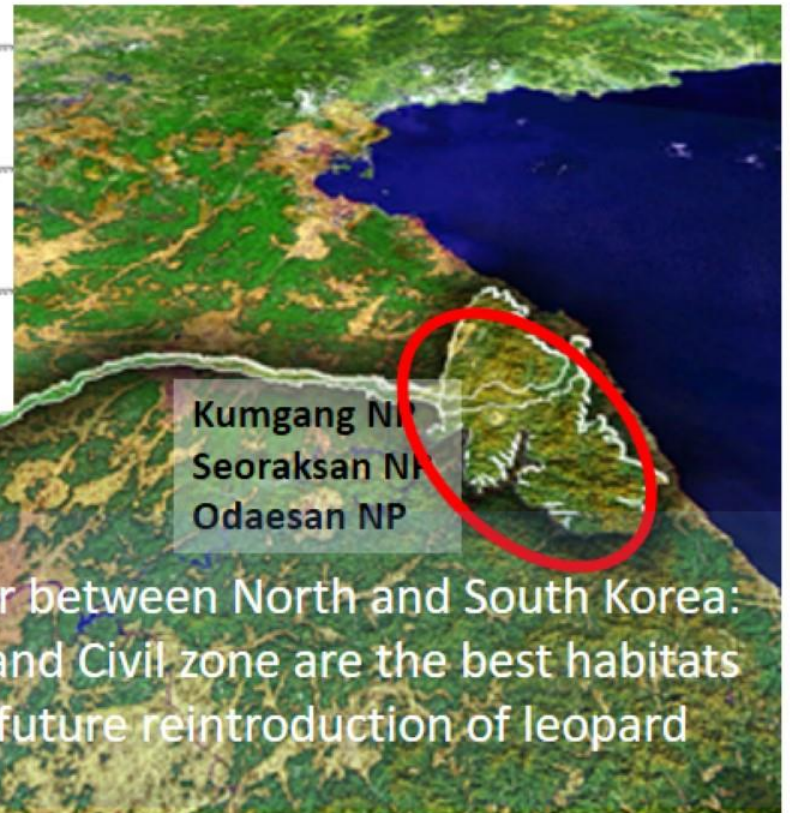 Kumgang NP
Seoraksan NP
Odaesan NP
r between North and South Korea:
and Civil zone are the best habitats
future reintroduction of leopard